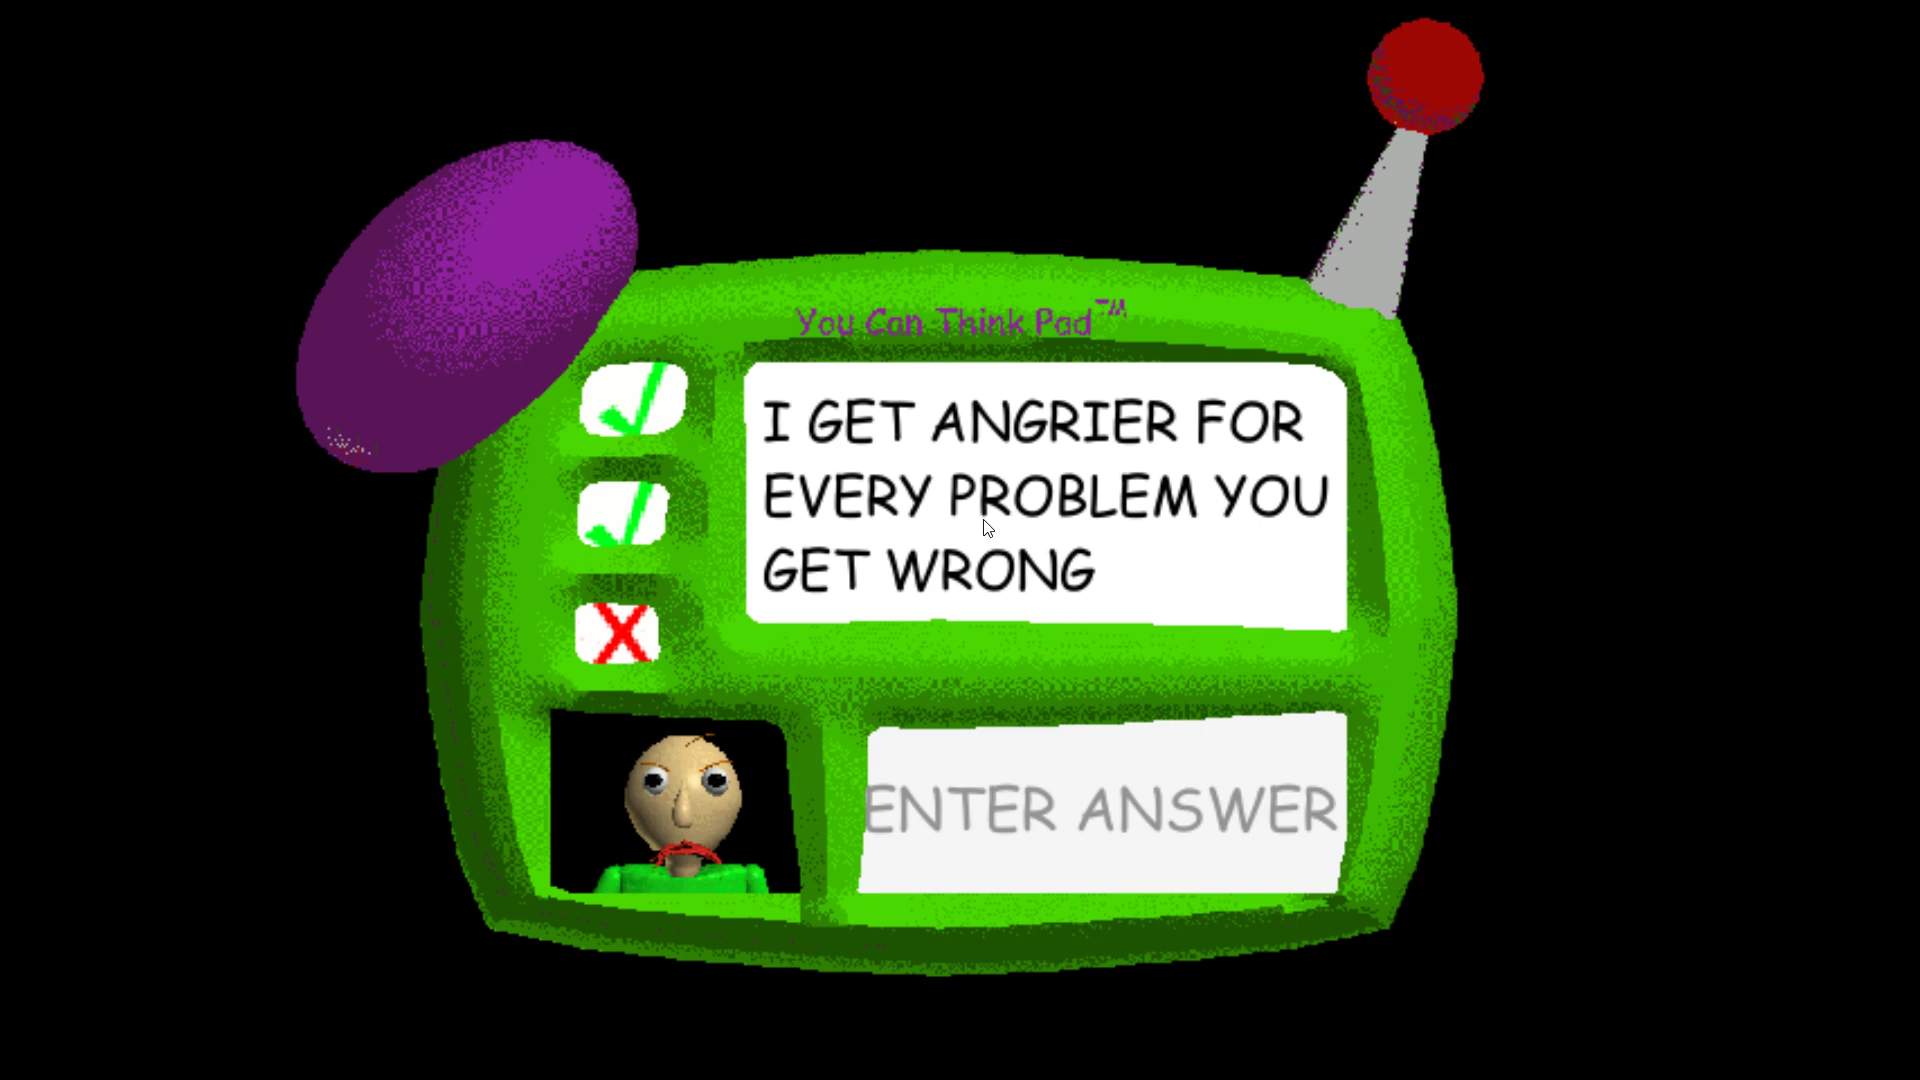 You Can Think Pad™
I GET ANGRIER FOR
EVERY PROBLEM YOU
GET WRONG
ENTER ANSWER